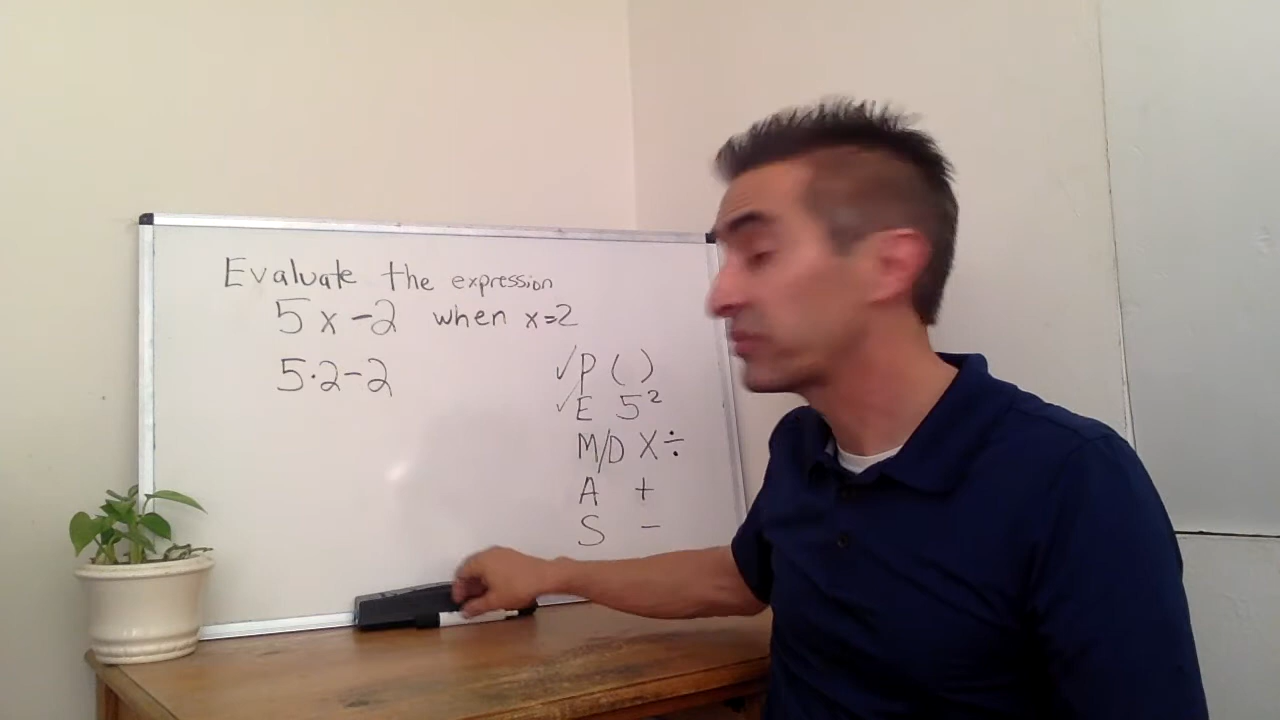 Evaluate the expression
5x-2 when x=2
5·2-2
✓P ( )
✓E 5²
M/D X÷
A +
S -